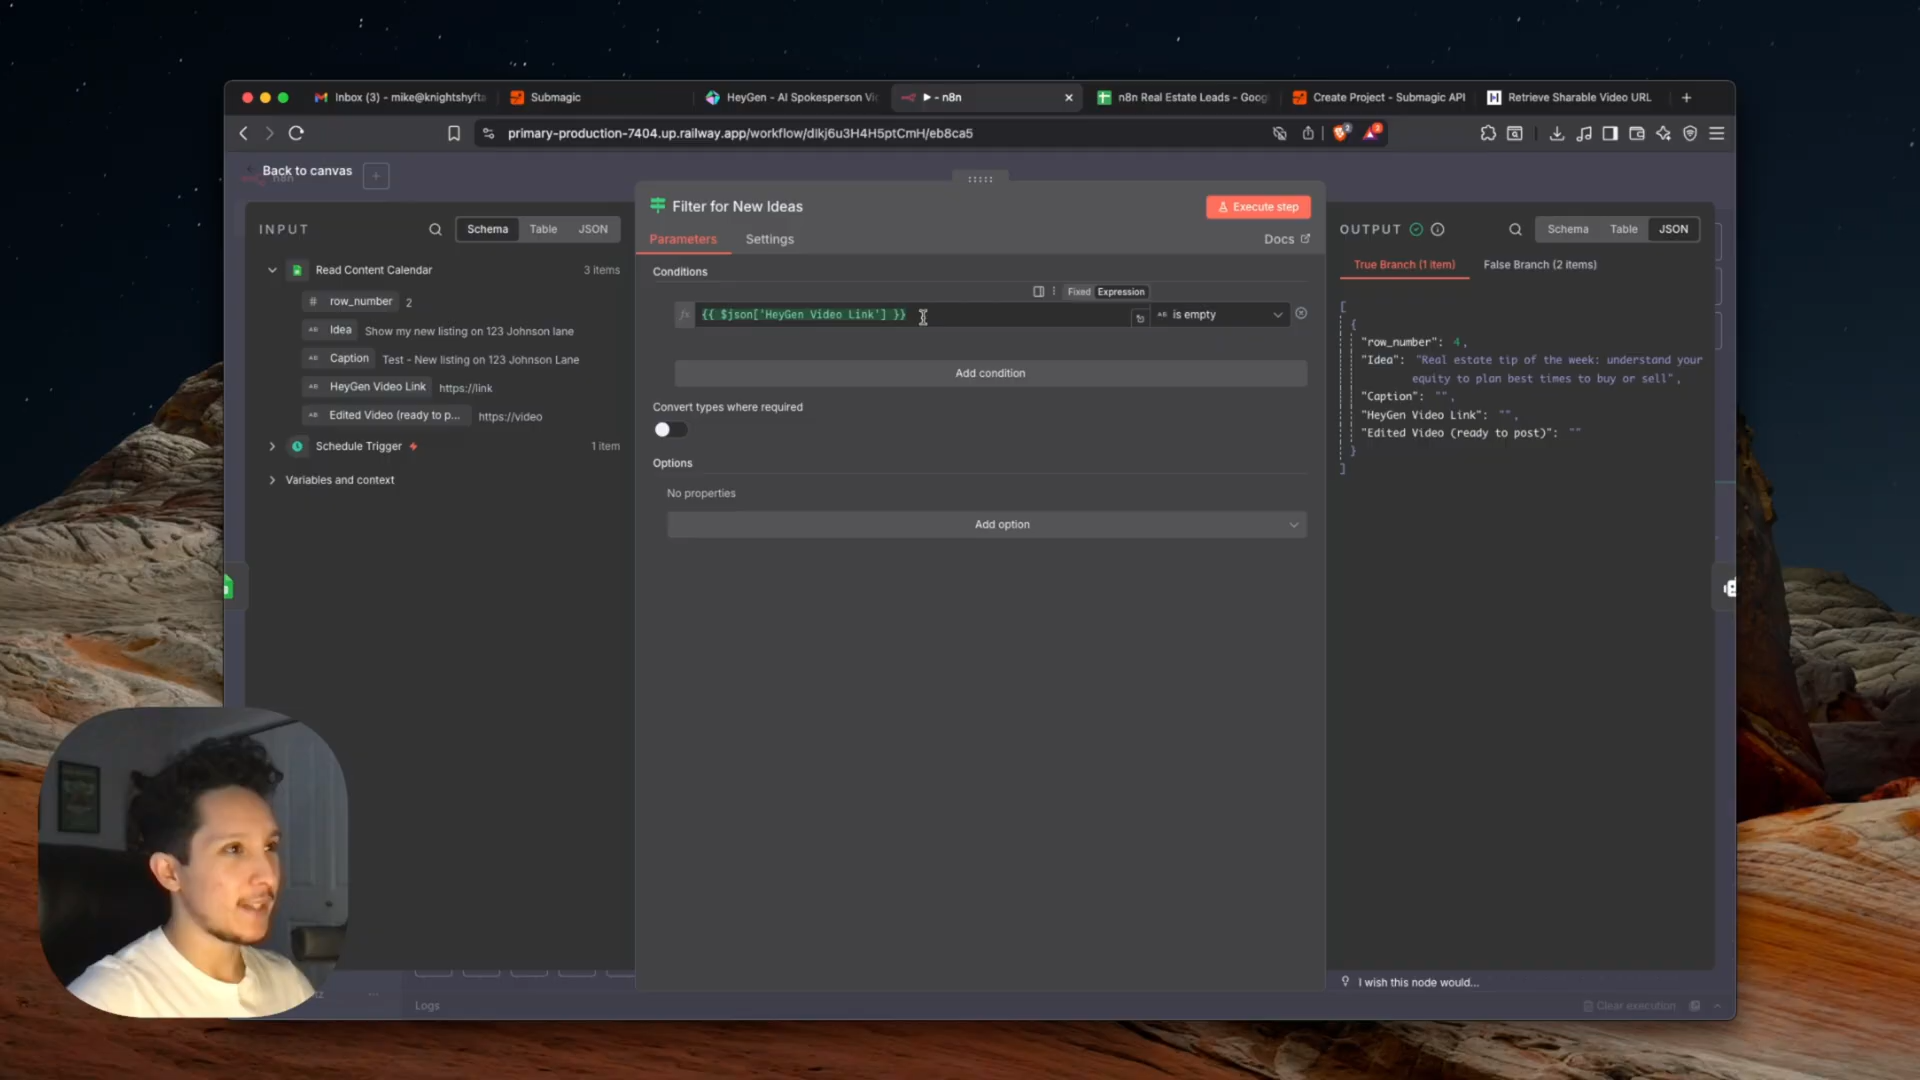 Inbox (3) - mike@knightshyfta
Submagic
HeyGen - AI Spokesperson Vi
▶ - n8n
n8n Real Estate Leads - Goog
Create Project - Submagic API
Retrieve Sharable Video URL
primary-production-7404.up.railway.app/workflow/dikj6u3H4H5ptCmH/eb8ca5
Back to canvas
INPUT
Schema
Table
JSON
Read Content Calendar
3 items
row_number
2
Idea
Show my new listing on 123 Johnson lane
Caption
Test - New listing on 123 Johnson Lane
HeyGen Video Link
https://link
Edited Video (ready to p...
https://video
Schedule Trigger
1 item
Variables and context
Filter for New Ideas
Execute step
Parameters
Settings
Docs
Conditions
Fixed
Expression
fx
{{ $json['HeyGen Video Link'] }}
is empty
Add condition
Convert types where required
Options
No properties
Add option
OUTPUT
Schema
Table
JSON
True Branch (1 item)
False Branch (2 items)
[
{
"row_number": 4,
"Idea": "Real estate tip of the week: understand your
equity to plan best times to buy or sell",
"Caption": "",
"HeyGen Video Link": "",
"Edited Video (ready to post)": ""
}
]
I wish this node would...
Logs
Clear execution